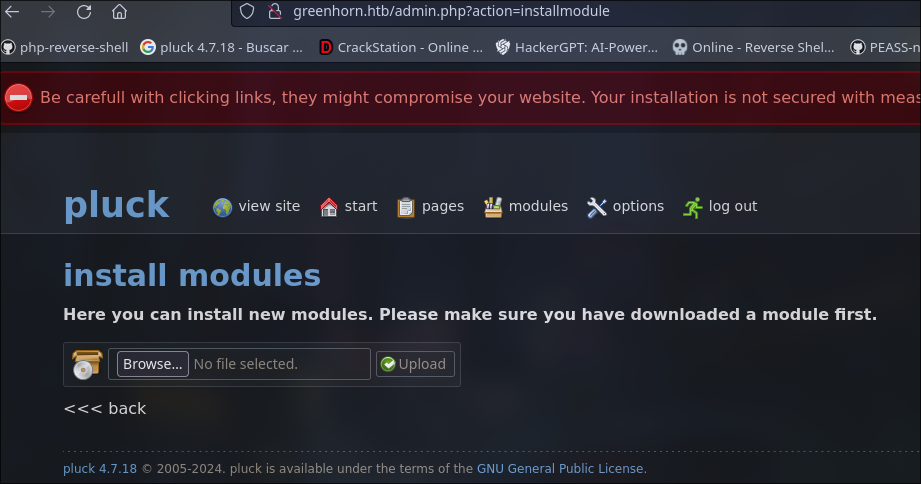 greenhorn.htb/admin.php?action=installmodule
php-reverse-shell pluck 4.7.18 - Buscar ... CrackStation - Online ... HackerGPT: AI-Power... Online - Reverse Shel... PEASS-n
Be carefull with clicking links, they might compromise your website. Your installation is not secured with meas
pluck view site start pages modules options log out
install modules
Here you can install new modules. Please make sure you have downloaded a module first.
Browse... No file selected. Upload
<<< back
pluck 4.7.18 © 2005-2024. pluck is available under the terms of the GNU General Public License.